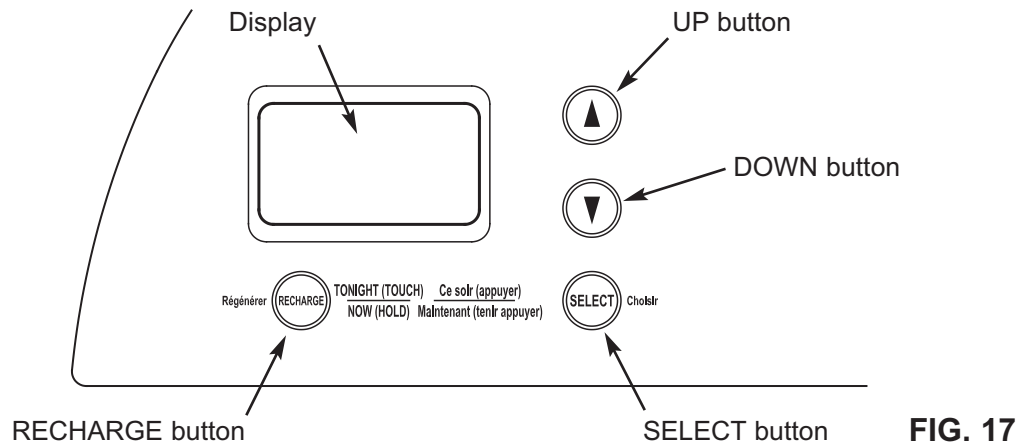 Display
UP button
DOWN button
Régénérer
RECHARGE
TONIGHT (TOUCH)
NOW (HOLD)
Ce soir (appuyer)
Maintenant (tenir appuyer)
SELECT
Choisir
RECHARGE button
SELECT button
FIG. 17